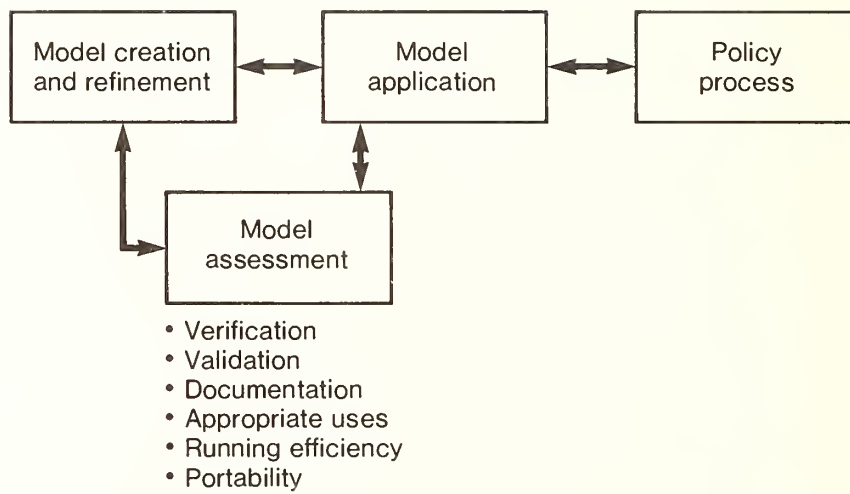 Model creation
and refinement
Model
application
Policy
process
Model
assessment
• Verification
• Validation
• Documentation
• Appropriate uses
• Running efficiency
• Portability